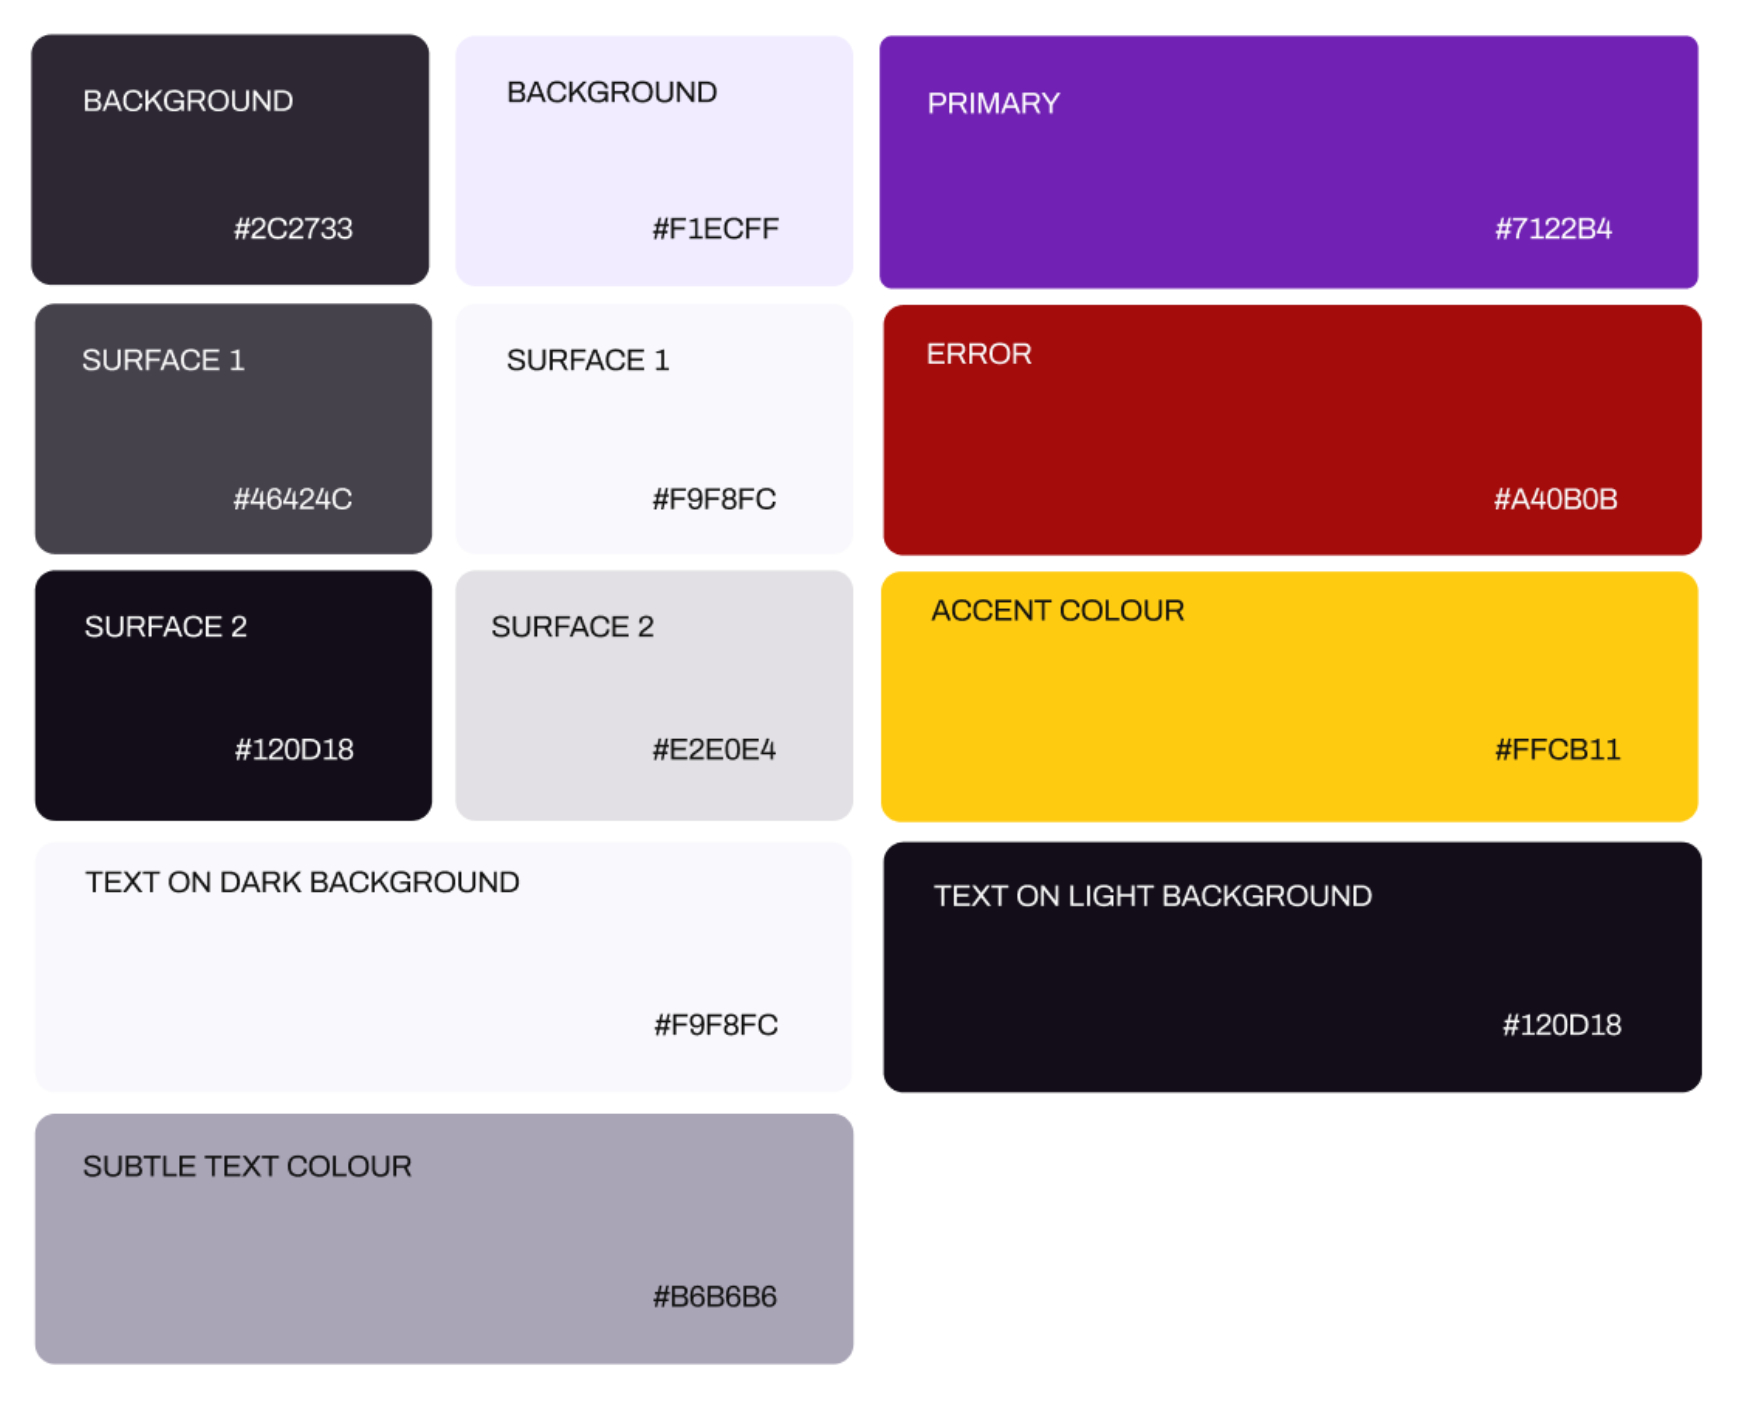 BACKGROUND
#2C2733
BACKGROUND
#F1ECFF
PRIMARY
#7122B4
SURFACE 1
#46424C
SURFACE 1
#F9F8FC
ERROR
#A40B0B
SURFACE 2
#120D18
SURFACE 2
#E2E0E4
ACCENT COLOUR
#FFCB11
TEXT ON DARK BACKGROUND
#F9F8FC
TEXT ON LIGHT BACKGROUND
#120D18
SUBTLE TEXT COLOUR
#B6B6B6